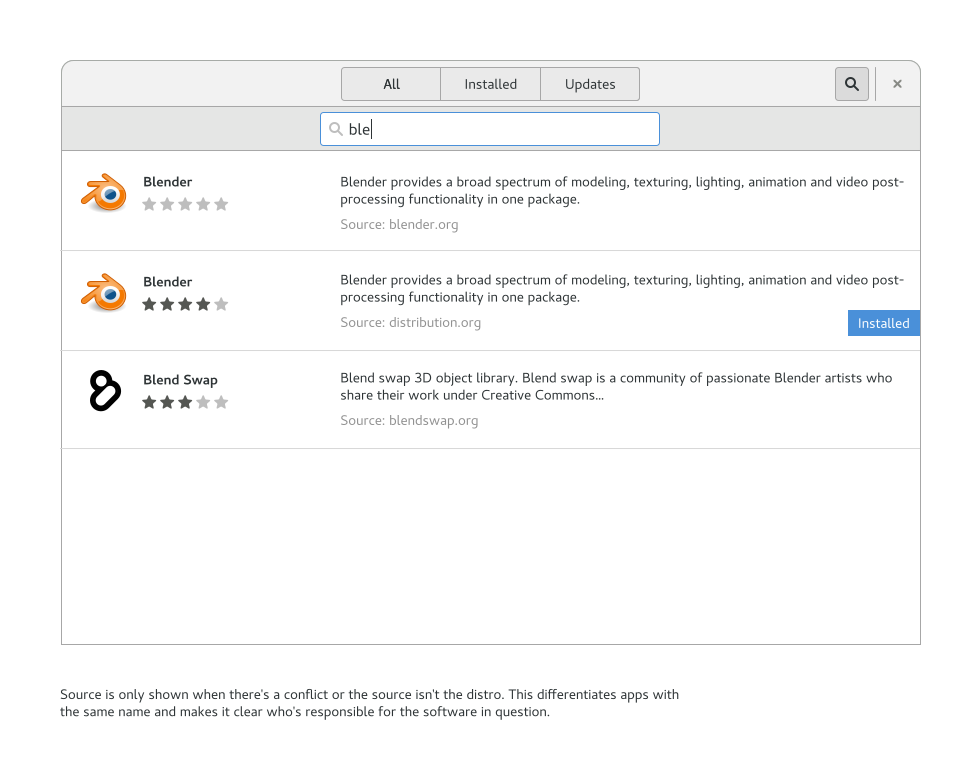 All Installed Updates
ble
Blender
Blender provides a broad spectrum of modeling, texturing, lighting, animation and video post-
processing functionality in one package.
Source: blender.org
Blender
Blender provides a broad spectrum of modeling, texturing, lighting, animation and video post-
processing functionality in one package.
Source: distribution.org
Installed
Blend Swap
Blend swap 3D object library. Blend swap is a community of passionate Blender artists who
share their work under Creative Commons...
Source: blendswap.org
Source is only shown when there's a conflict or the source isn't the distro. This differentiates apps with
the same name and makes it clear who's responsible for the software in question.